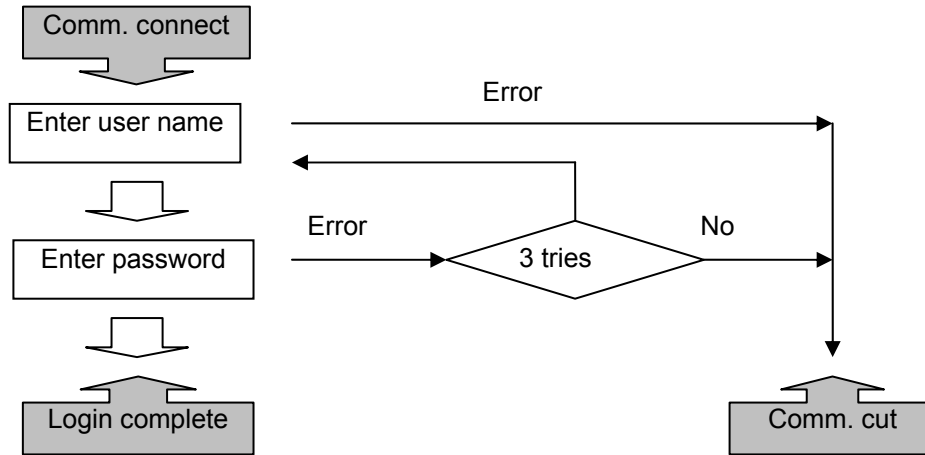 Comm. connect
Error
Enter user name
Error
No
Enter password
3 tries
Login complete
Comm. cut